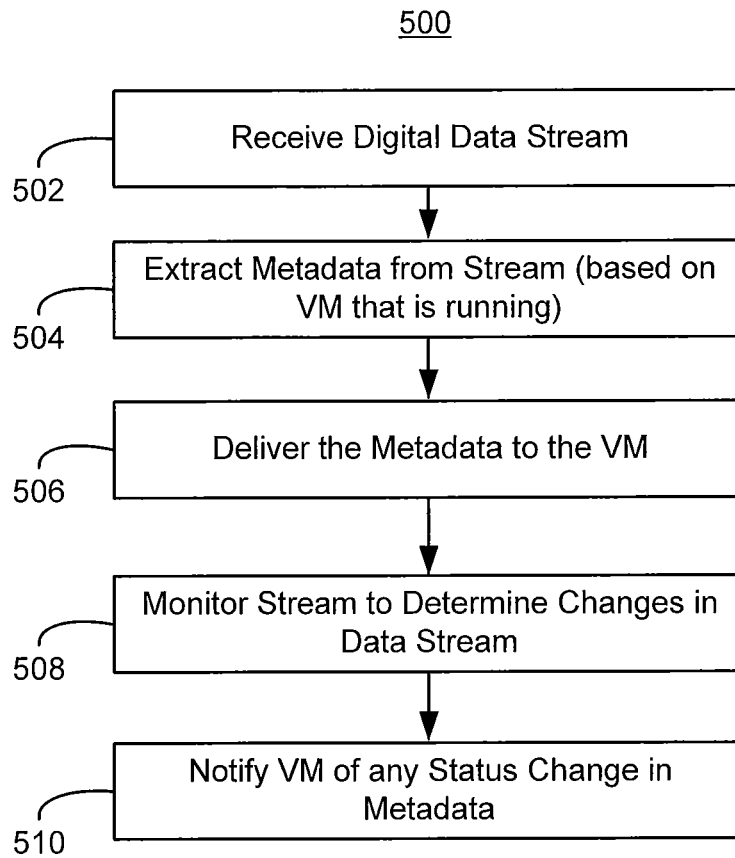 500
Receive Digital Data Stream
502
Extract Metadata from Stream (based on
VM that is running)
504
Deliver the Metadata to the VM
506
Monitor Stream to Determine Changes in
Data Stream
508
Notify VM of any Status Change in
Metadata
510